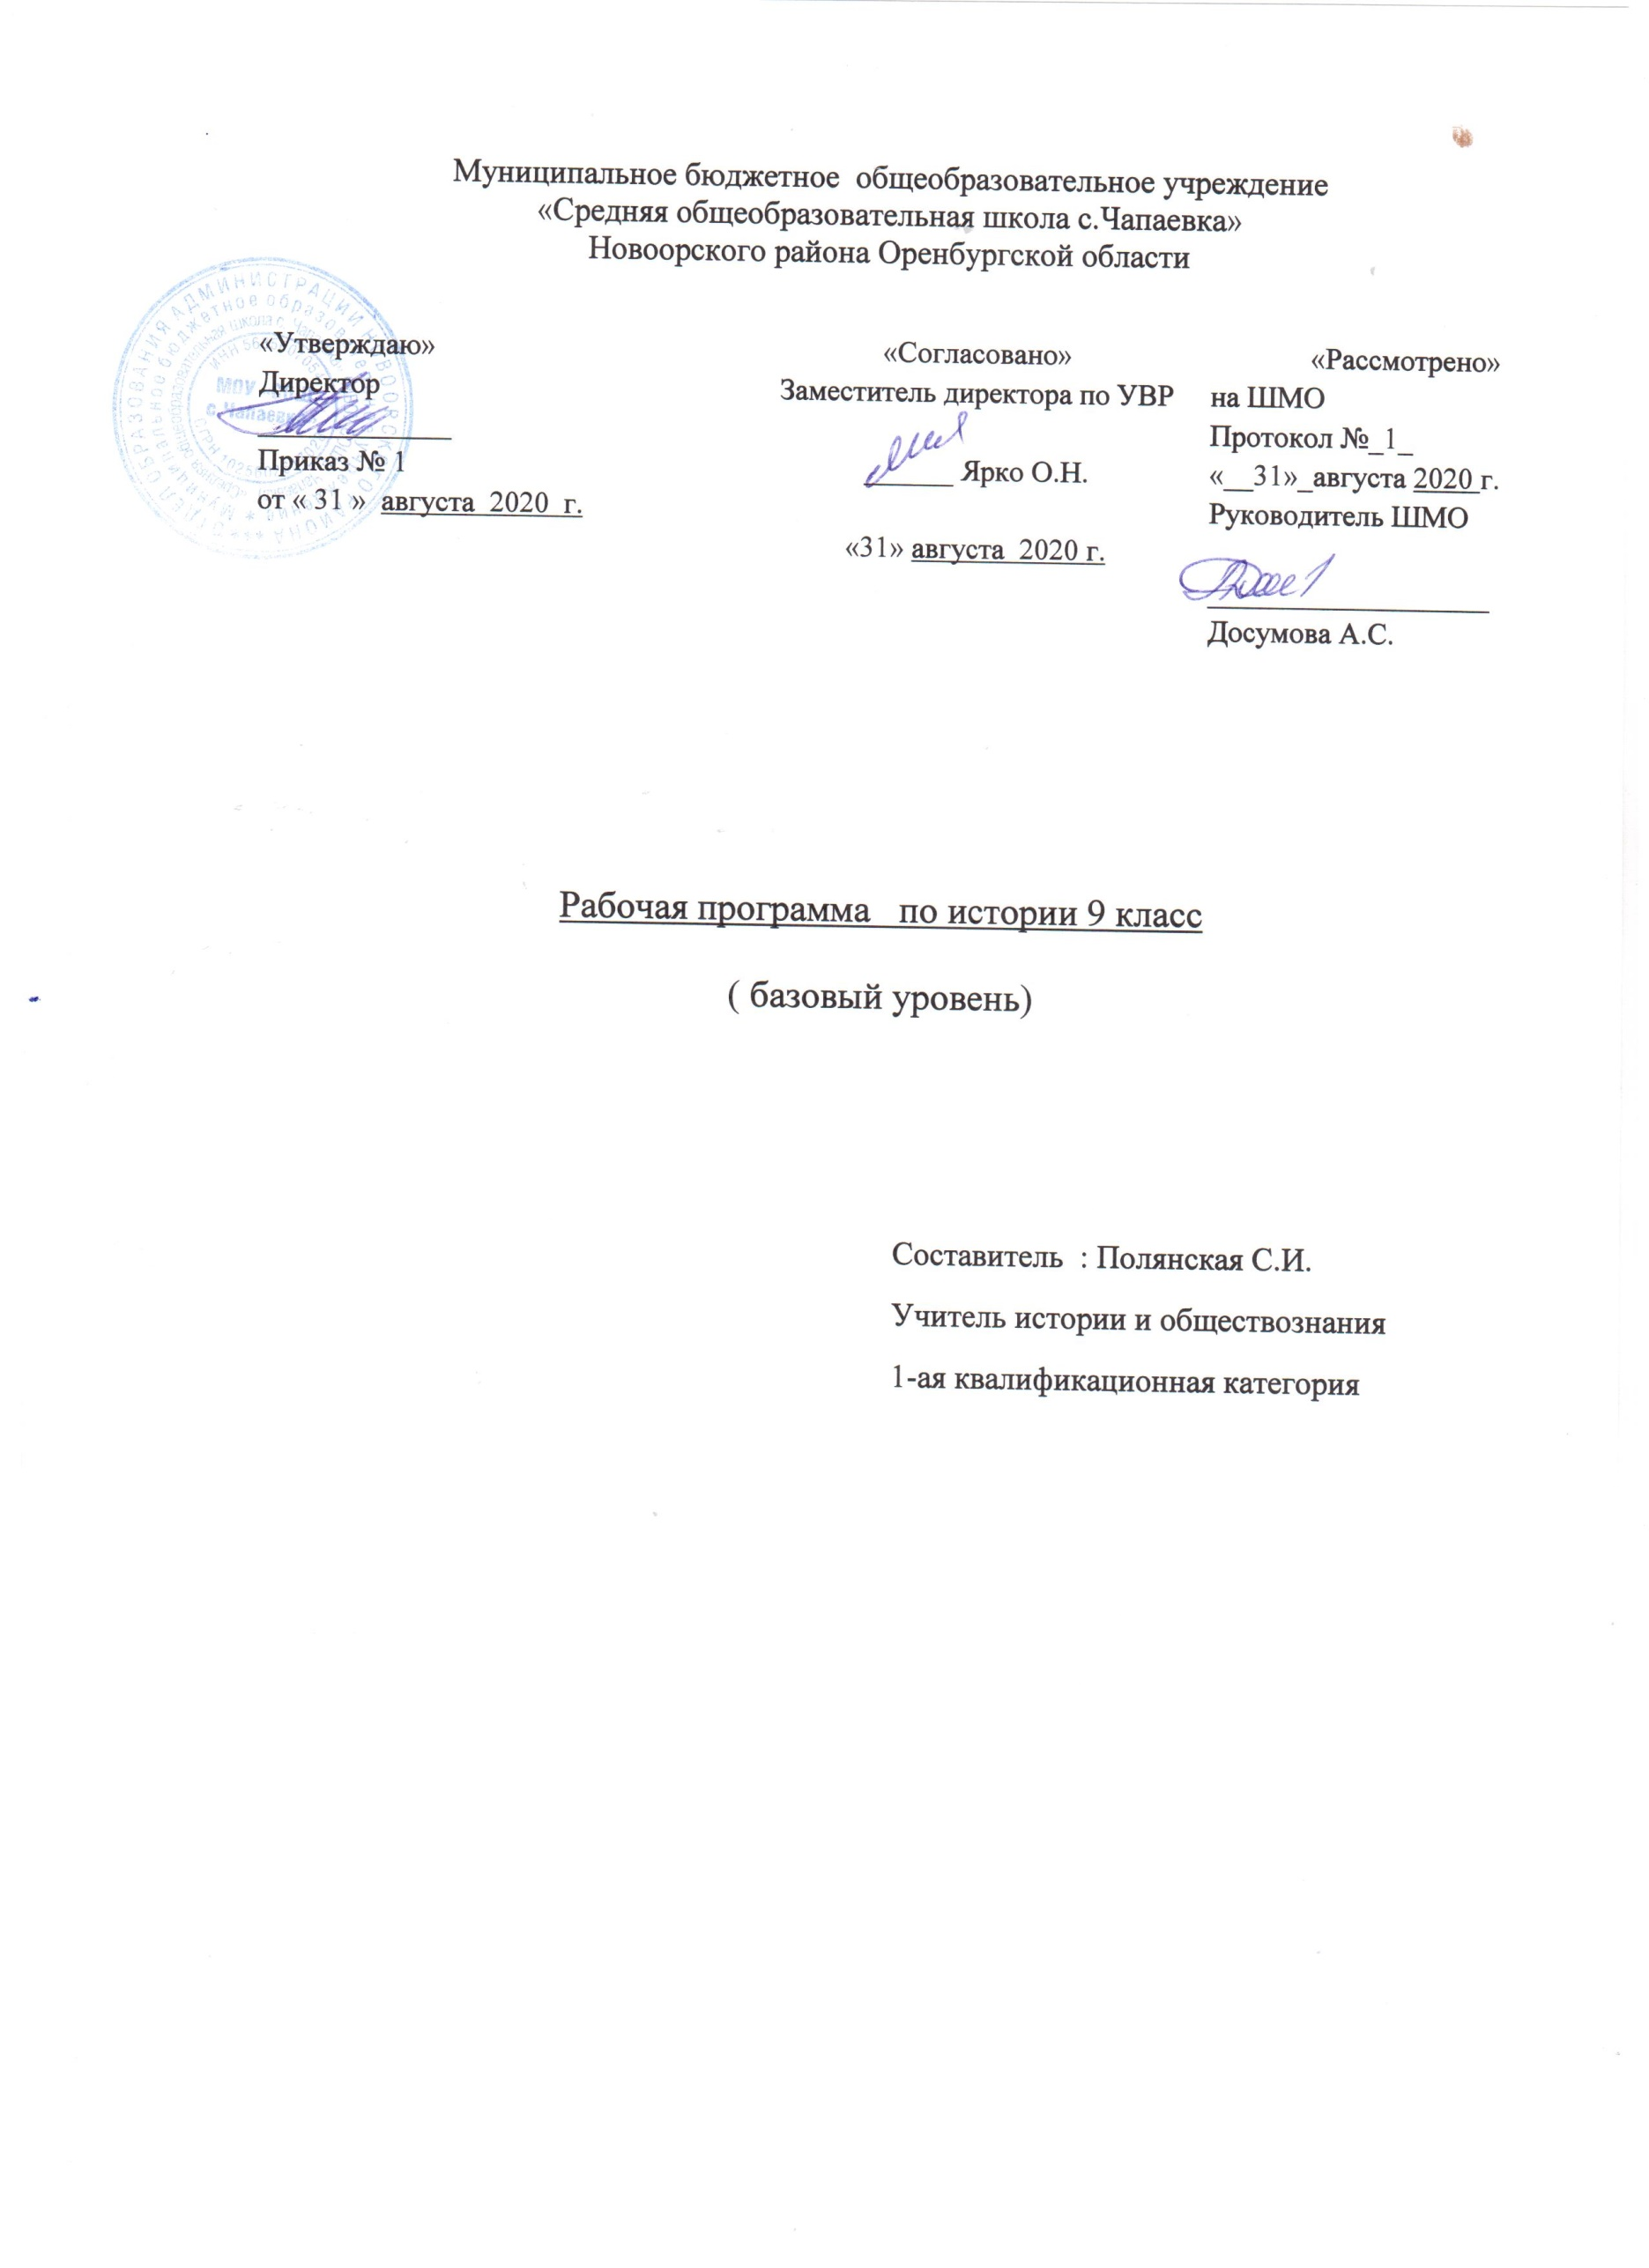 Муниципальное бюджетное  общеобразовательное учреждение
«Средняя общеобразовательная школа с.Чапаевка»
Новоорского района Оренбургской области
«Утверждаю»
Директор
Приказ № 1
от « 31 »  августа  2020  г.
«Согласовано»
Заместитель директора по УВР
______ Ярко О.Н.
«31» августа  2020 г.
«Рассмотрено»
на ШМО
Протокол №_1_
«__31»_августа 2020 г.
Руководитель ШМО
Досумова А.С.
Рабочая программа   по истории 9 класс
( базовый уровень)
Составитель  : Полянская С.И.
Учитель истории и обществознания
1-ая квалификационная категория